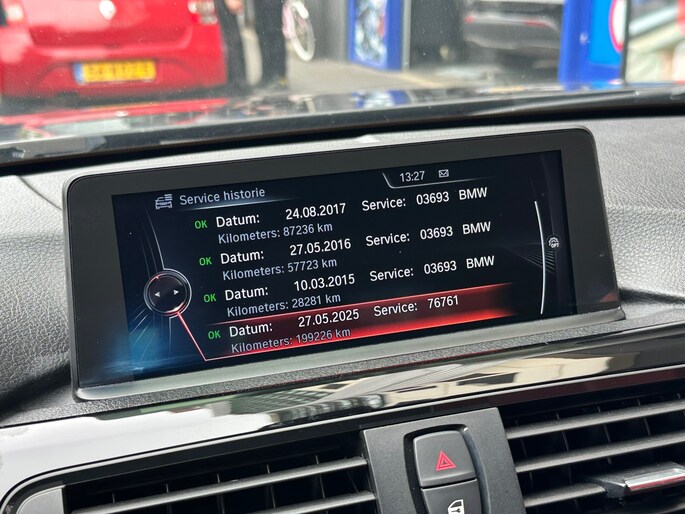 13:27
Service historie
OK Datum: 24.08.2017 Service: 03693 BMW
Kilometers: 87236 km
OK Datum: 27.05.2016 Service: 03693 BMW
Kilometers: 57723 km
OK Datum: 10.03.2015 Service: 03693 BMW
Kilometers: 28281 km
OK Datum: 27.05.2025 Service: 76761
Kilometers: 199226 km